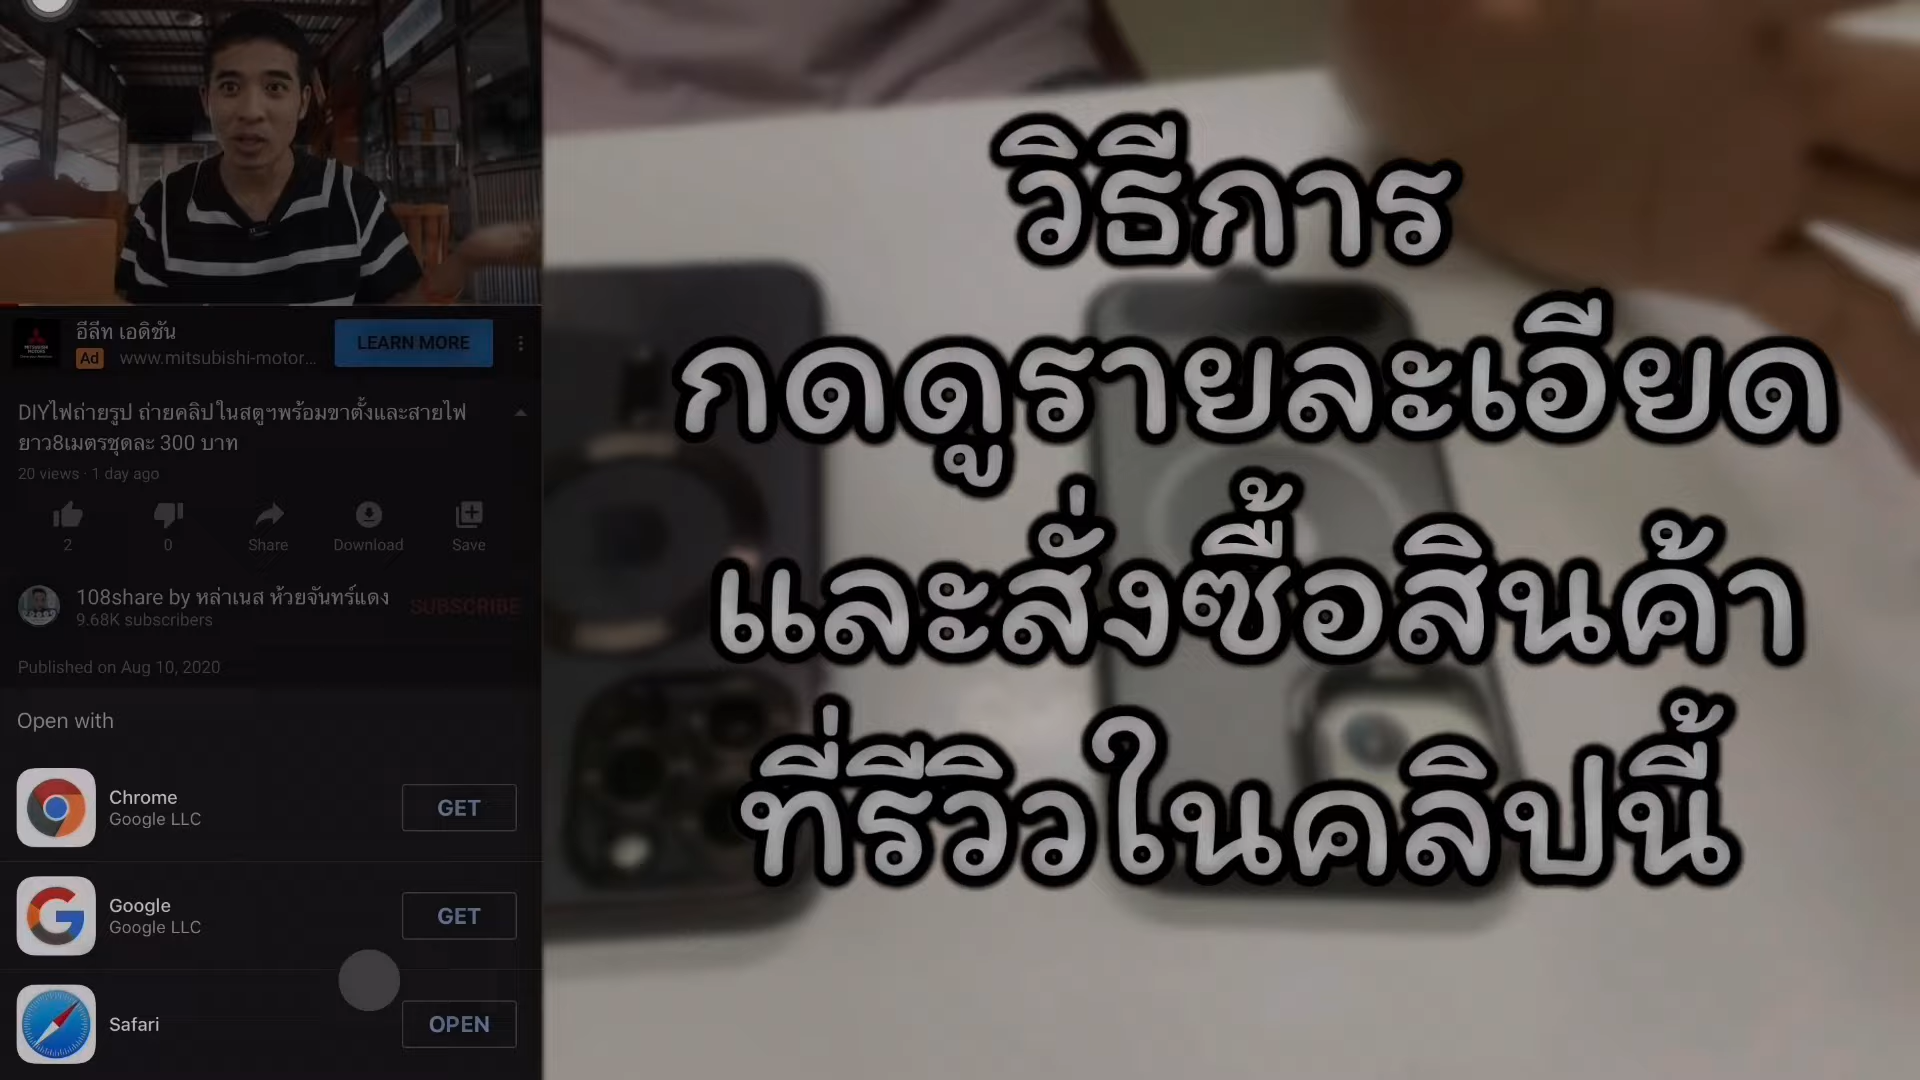 อีลีท เอดิชัน
Ad www.mitsubishi-motor...
LEARN MORE
DIYไฟถ่ายรูป ถ่ายคลิปในสตูฯพร้อมขาตั้งและสายไฟ
ยาว8เมตรชุดละ 300 บาท
20 views · 1 day ago
2
0
Share
Download
Save
108share by หล่าเนส ห้วยจันทร์แดง
9.68K subscribers
SUBSCRIBE
Published on Aug 10, 2020
Open with
Chrome
Google LLC
GET
Google
Google LLC
GET
Safari
OPEN
วิธีการ
กดดูรายละเอียด
และสั่งซื้อสินค้า
ที่รีวิวในคลิปนี้